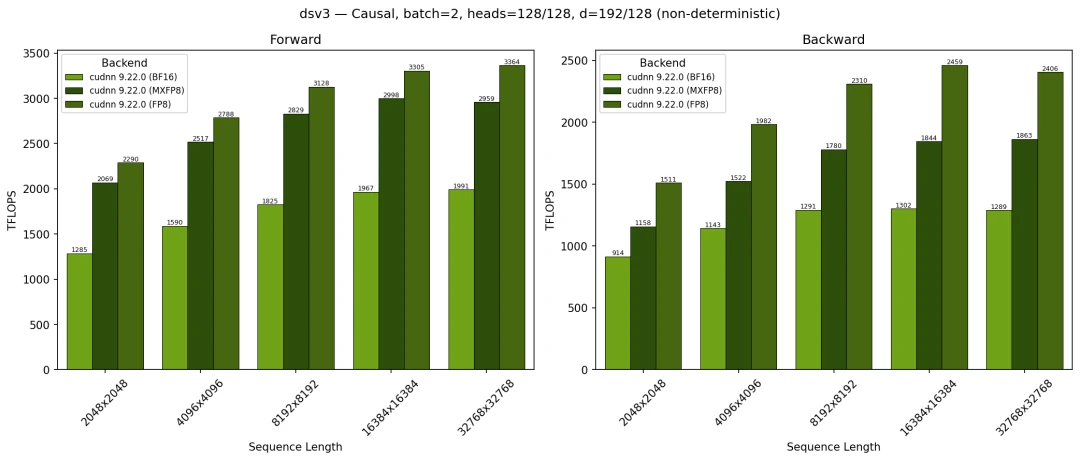 dsv3 — Causal, batch=2, heads=128/128, d=192/128 (non-deterministic)
Forward
TFLOPS
3500
3000
2500
2000
1500
1000
500
0
Backend
cudnn 9.22.0 (BF16)
cudnn 9.22.0 (MXFP8)
cudnn 9.22.0 (FP8)
1285
2069
2290
1590
2517
2788
1825
2829
3128
1967
2998
3305
1991
2959
3364
2048x2048
4096x4096
8192x8192
16384x16384
32768x32768
Sequence Length
Backward
TFLOPS
2500
2000
1500
1000
500
0
Backend
cudnn 9.22.0 (BF16)
cudnn 9.22.0 (MXFP8)
cudnn 9.22.0 (FP8)
914
1158
1511
1143
1522
1982
1291
1780
2310
1302
1844
2459
1289
1863
2406
2048x2048
4096x4096
8192x8192
16384x16384
32768x32768
Sequence Length